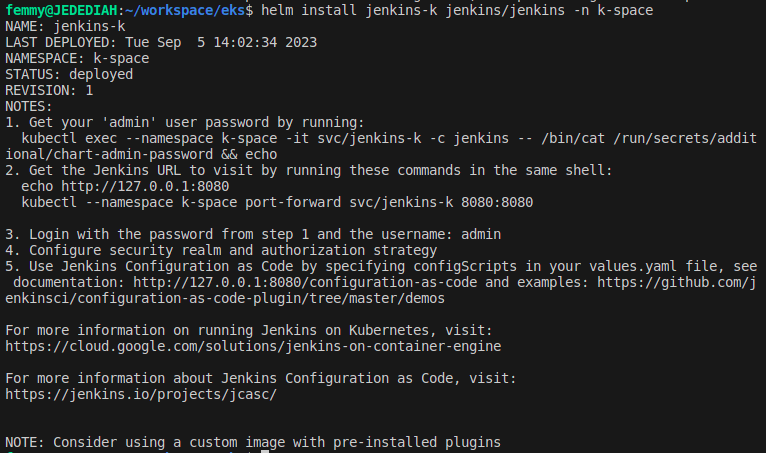 femmy@JEDEDIAH:~/workspace/eks$ helm install jenkins-k jenkins/jenkins -n k-space
NAME: jenkins-k
LAST DEPLOYED: Tue Sep  5 14:02:34 2023
NAMESPACE: k-space
STATUS: deployed
REVISION: 1
NOTES:
1. Get your 'admin' user password by running:
  kubectl exec --namespace k-space -it svc/jenkins-k -c jenkins -- /bin/cat /run/secrets/addit
ional/chart-admin-password && echo
2. Get the Jenkins URL to visit by running these commands in the same shell:
  echo http://127.0.0.1:8080
  kubectl --namespace k-space port-forward svc/jenkins-k 8080:8080
3. Login with the password from step 1 and the username: admin
4. Configure security realm and authorization strategy
5. Use Jenkins Configuration as Code by specifying configScripts in your values.yaml file, see
 documentation: http://127.0.0.1:8080/configuration-as-code and examples: https://github.com/j
enkinsci/configuration-as-code-plugin/tree/master/demos
For more information on running Jenkins on Kubernetes, visit:
https://cloud.google.com/solutions/jenkins-on-container-engine
For more information about Jenkins Configuration as Code, visit:
https://jenkins.io/projects/jcasc/
NOTE: Consider using a custom image with pre-installed plugins